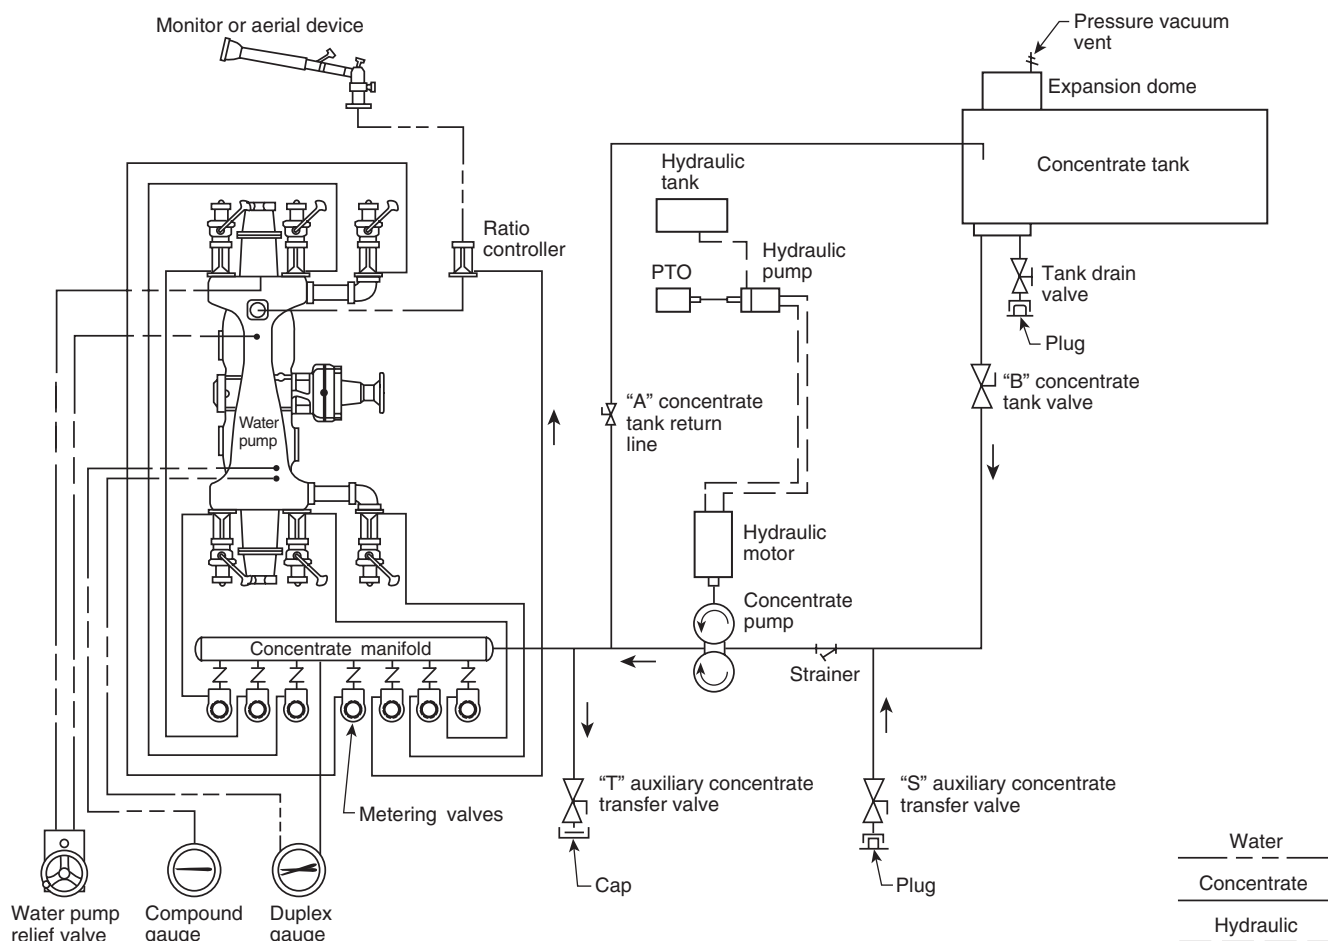 Monitor or aerial device
Pressure vacuum
vent
Expansion dome
Concentrate tank
Hydraulic
tank
Ratio
controller
Hydraulic
pump
PTO
Tank drain
valve
Plug
“B” concentrate
tank valve
“A” concentrate
tank return
line
Water
pump
Hydraulic
motor
Concentrate
pump
Concentrate manifold
Strainer
“T” auxiliary concentrate
transfer valve
“S” auxiliary concentrate
transfer valve
Metering valves
Cap
Plug
Water pump
relief valve
Compound
gauge
Duplex
gauge
Water
Concentrate
Hydraulic